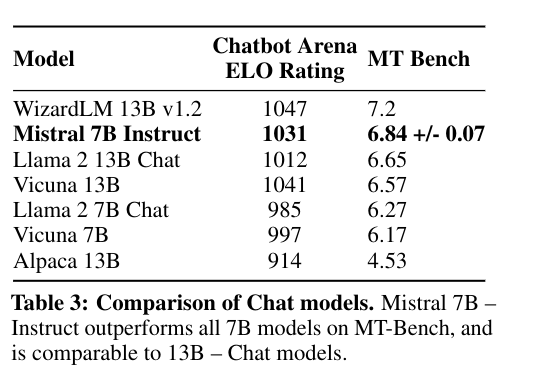 Model Chatbot Arena ELO Rating MT Bench
WizardLM 13B v1.2 1047 7.2
Mistral 7B Instruct 1031 6.84 +/- 0.07
Llama 2 13B Chat 1012 6.65
Vicuna 13B 1041 6.57
Llama 2 7B Chat 985 6.27
Vicuna 7B 997 6.17
Alpaca 13B 914 4.53
Table 3: Comparison of Chat models. Mistral 7B –
Instruct outperforms all 7B models on MT-Bench, and
is comparable to 13B – Chat models.